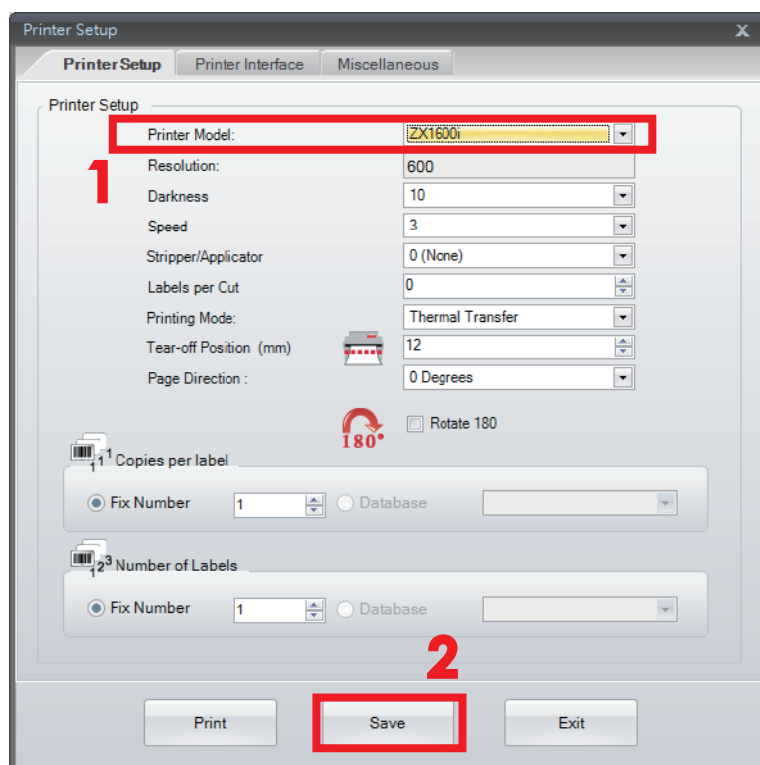 Printer Setup X
Printer Setup Printer Interface Miscellaneous
Printer Setup
Printer Model: ZX1600i
1
Resolution: 600
Darkness 10
Speed 3
Stripper/Applicator 0 (None)
Labels per Cut 0
Printing Mode: Thermal Transfer
Tear-off Position (mm) 12
Page Direction : 0 Degrees
180° Rotate 180
1 1 1 Copies per label
Fix Number 1 Database
1 2 3 Number of Labels
Fix Number 1 Database
2
Print Save Exit